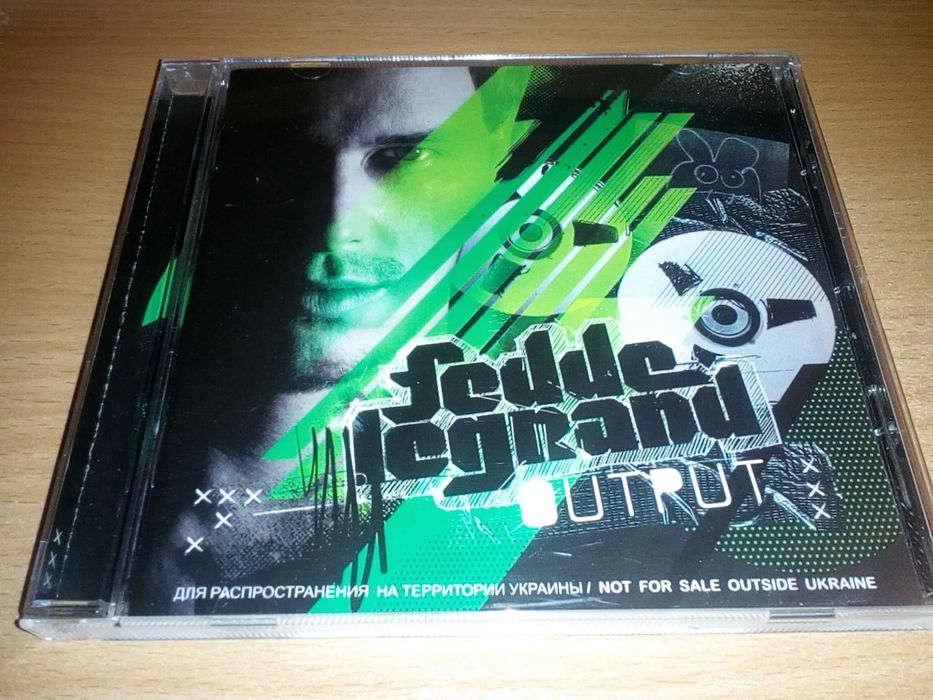 fedde
legrand
OUTPUT
ДЛЯ РАСПРОСТРАНЕНИЯ НА ТЕРРИТОРИИ УКРАИНЫ / NOT FOR SALE OUTSIDE UKRAINE